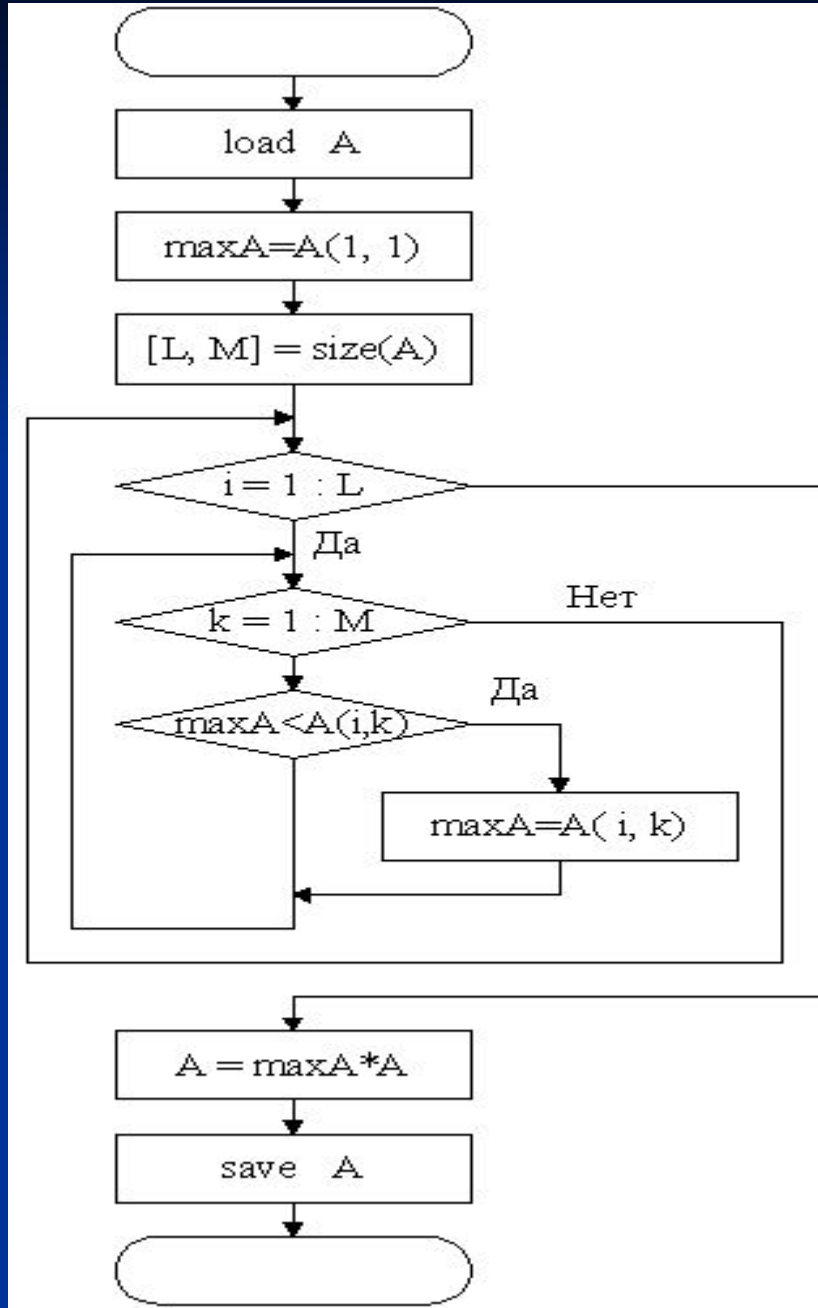 load A
maxA=A(1, 1)
[L, M] = size(A)
i = 1 : L
Да
k = 1 : M
Нет
maxA<A(i,k)
Да
maxA=A( i, k)
A = maxA*A
save A